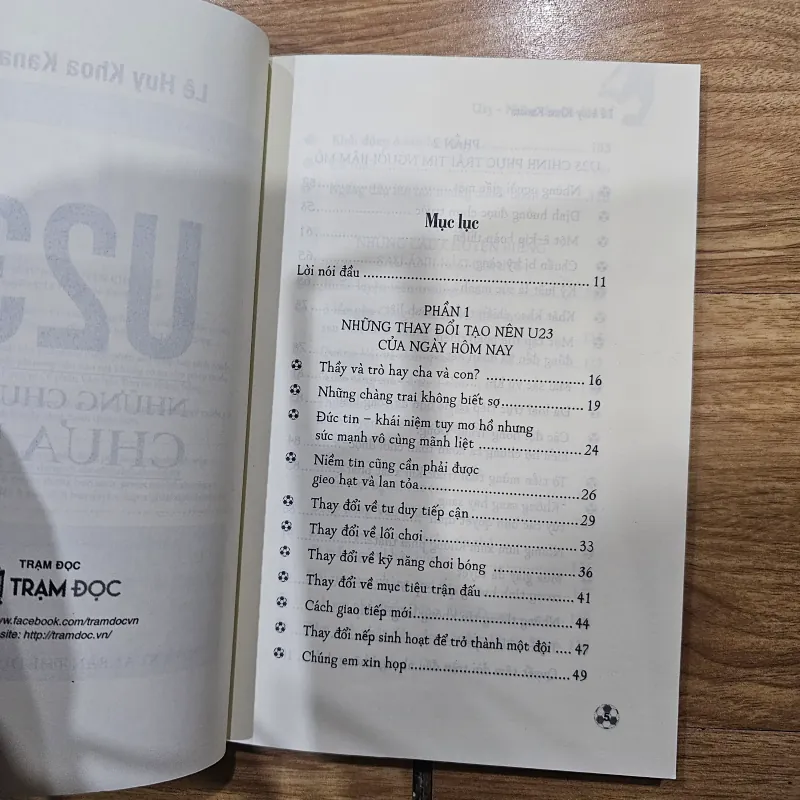 Lê Huy Khoa Kana
U23
NHỮNG CHU
CHƯA
TRẠM ĐỌC
TRẠM ĐỌC
www.facebook.com/tramdocvn
site: http://tramdoc.vn/
Mục lục
Lời nói đầu 11
PHẦN 1
NHỮNG THAY ĐỔI TẠO NÊN U23
CỦA NGÀY HÔM NAY
Thầy và trò hay cha và con? 16
Những chàng trai không biết sợ 19
Đức tin – khái niệm tuy mơ hồ nhưng
sức mạnh vô cùng mãnh liệt 24
Niềm tin cũng cần phải được
gieo hạt và lan tỏa 26
Thay đổi về tư duy tiếp cận 29
Thay đổi về lối chơi 33
Thay đổi về kỹ năng chơi bóng 36
Thay đổi về mục tiêu trận đấu 41
Cách giao tiếp mới 44
Thay đổi nếp sinh hoạt để trở thành một đội 47
Chúng em xin họp 49
5